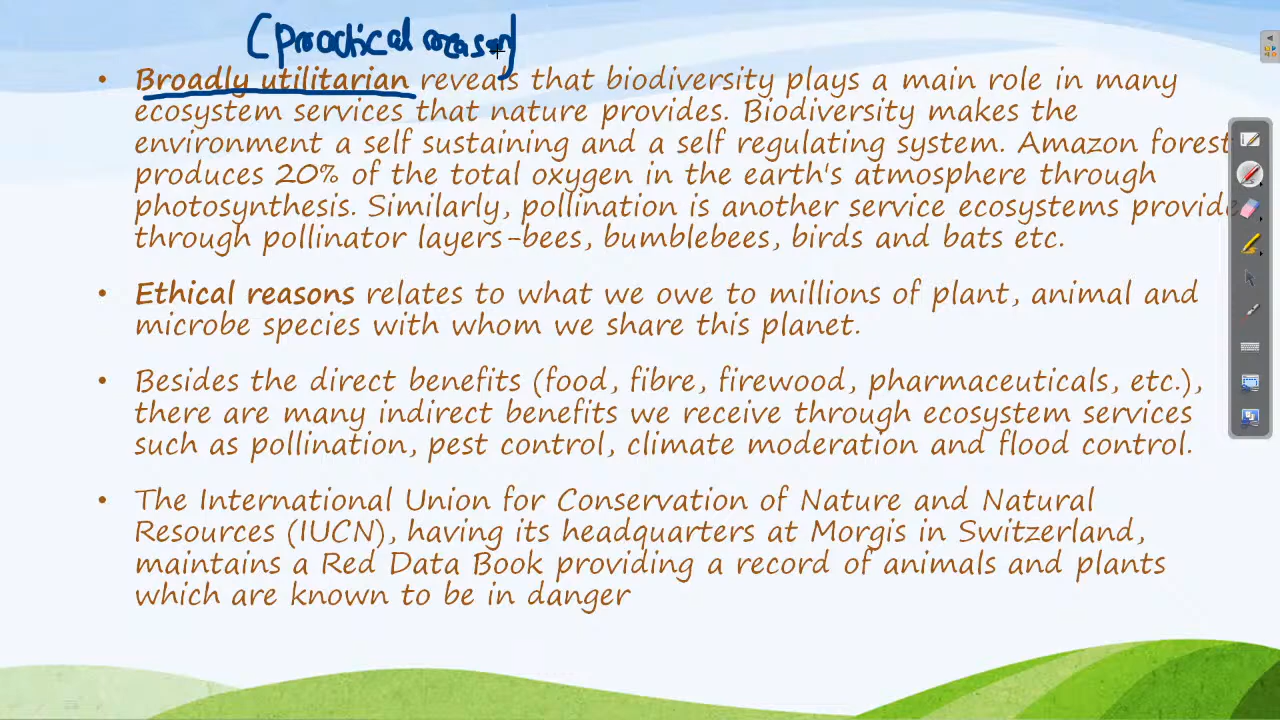 (practical reason)
• Broadly utilitarian reveals that biodiversity plays a main role in many
ecosystem services that nature provides. Biodiversity makes the
environment a self sustaining and a self regulating system. Amazon forest
produces 20% of the total oxygen in the earth's atmosphere through
photosynthesis. Similarly, pollination is another service ecosystems provide
through pollinator layers-bees, bumblebees, birds and bats etc.
• Ethical reasons relates to what we owe to millions of plant, animal and
microbe species with whom we share this planet.
• Besides the direct benefits (food, fibre, firewood, pharmaceuticals, etc.),
there are many indirect benefits we receive through ecosystem services
such as pollination, pest control, climate moderation and flood control.
• The International Union for Conservation of Nature and Natural
Resources (IUCN), having its headquarters at Morgis in Switzerland,
maintains a Red Data Book providing a record of animals and plants
which are known to be in danger